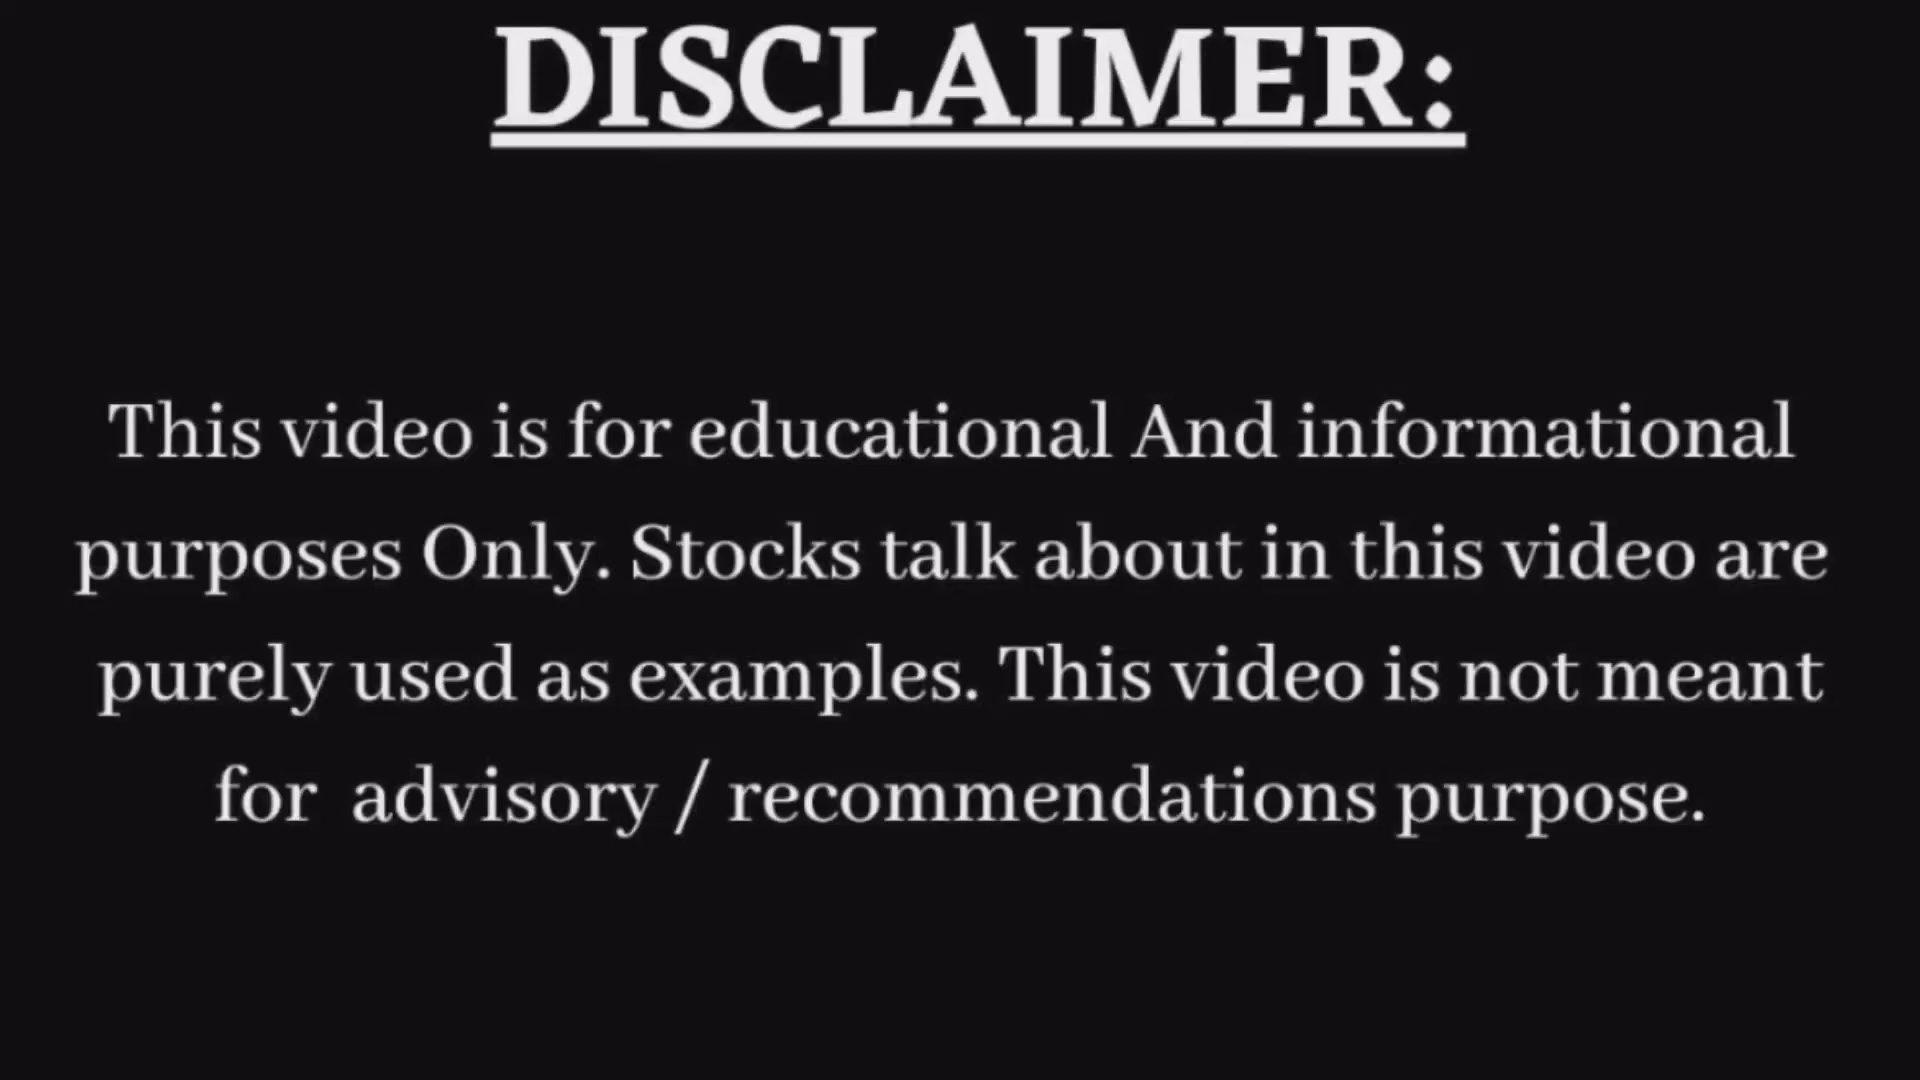 DISCLAIMER:
This video is for educational And informational
purposes Only. Stocks talk about in this video are
purely used as examples. This video is not meant
for  advisory / recommendations purpose.